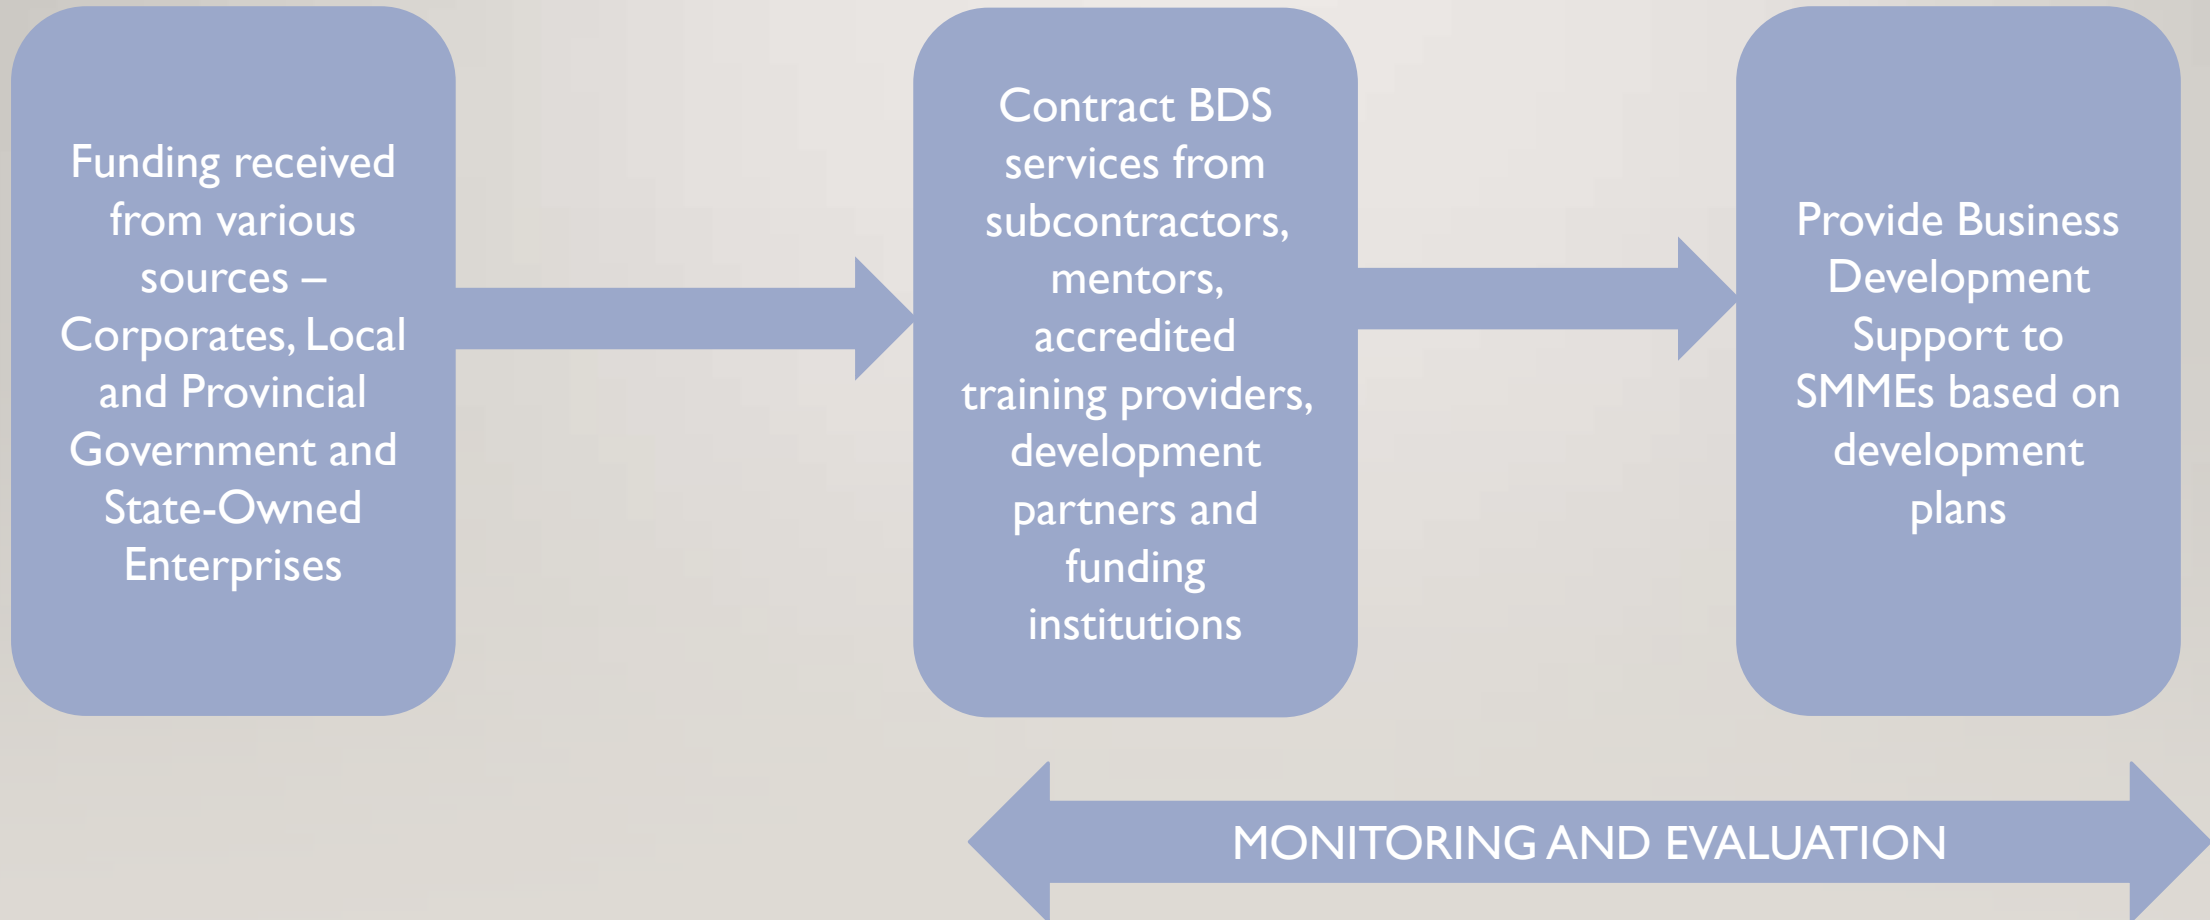 Funding received
from various
sources –
Corporates, Local
and Provincial
Government and
State-Owned
Enterprises
Contract BDS
services from
subcontractors,
mentors,
accredited
training providers,
development
partners and
funding
institutions
Provide Business
Development
Support to
SMMEs based on
development
plans
MONITORING AND EVALUATION